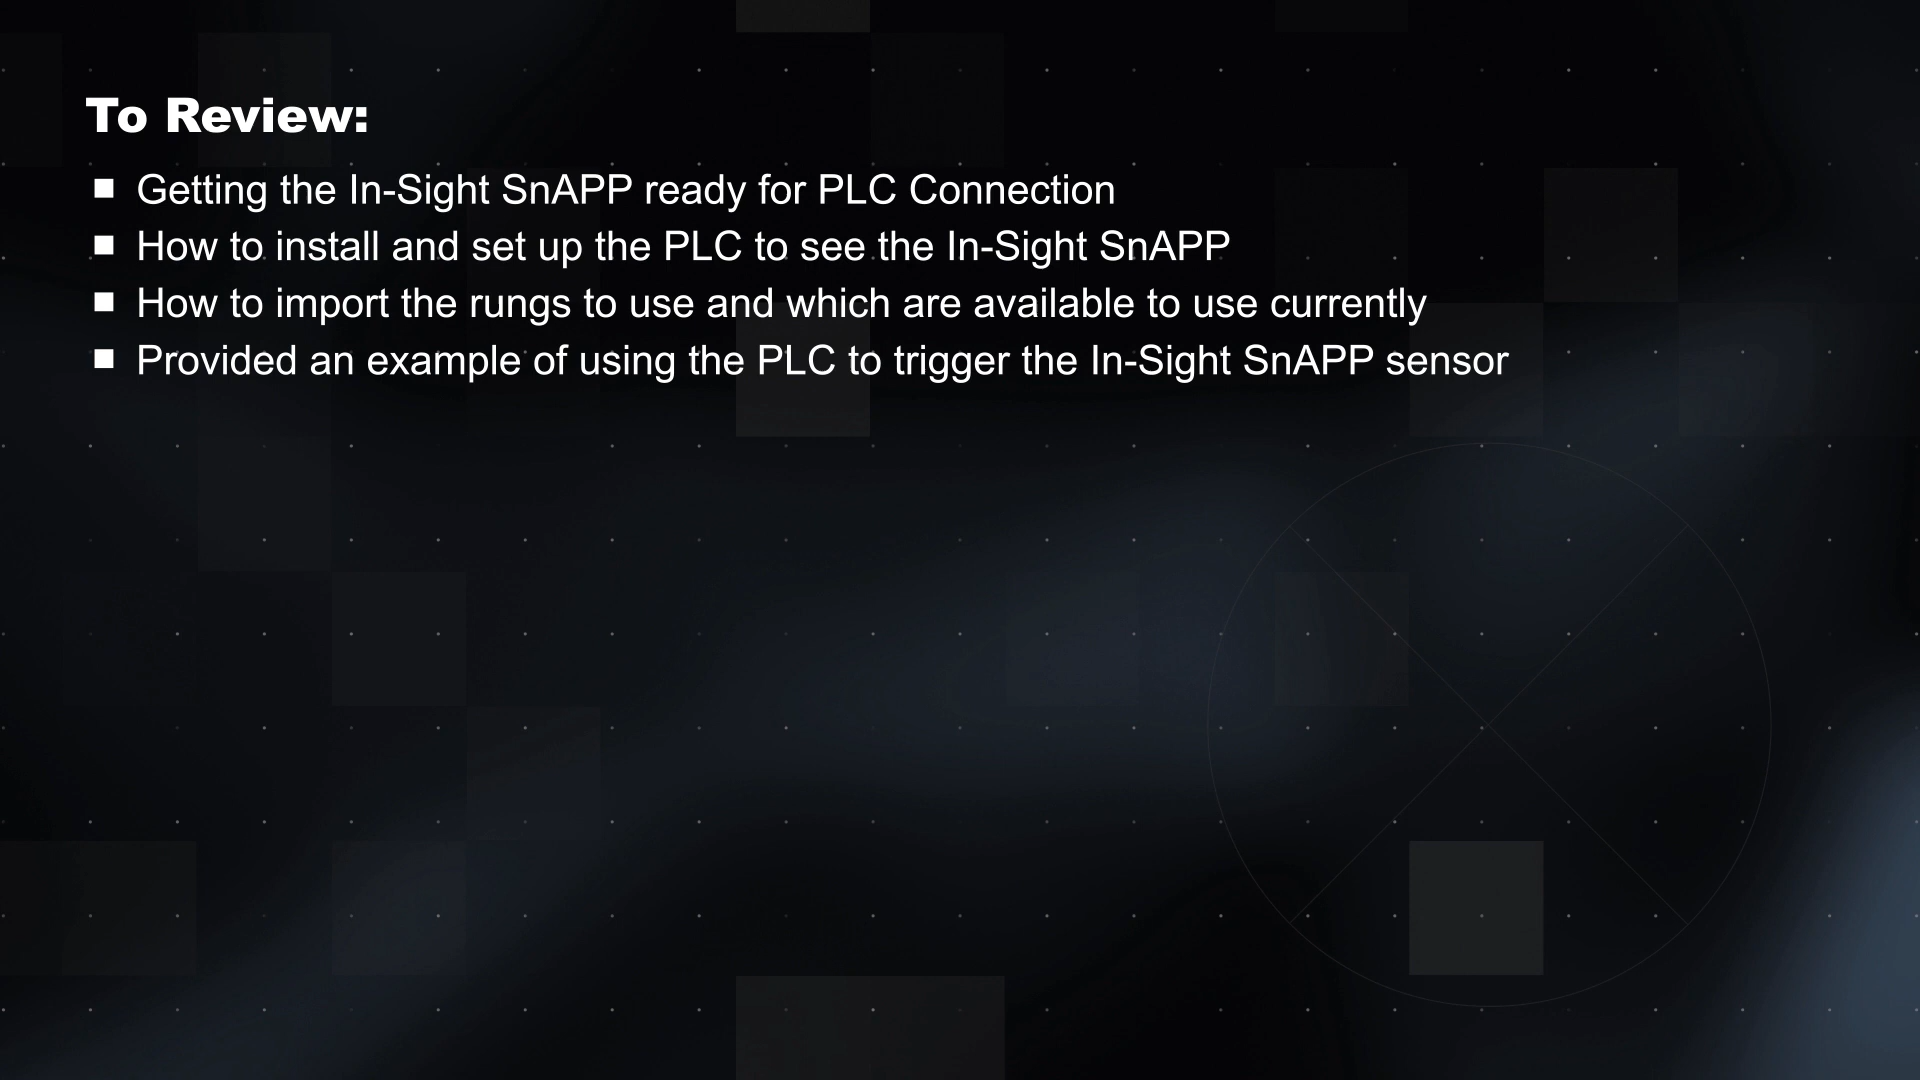 To Review:
Getting the In-Sight SnAPP ready for PLC Connection
How to install and set up the PLC to see the In-Sight SnAPP
How to import the rungs to use and which are available to use currently
Provided an example of using the PLC to trigger the In-Sight SnAPP sensor